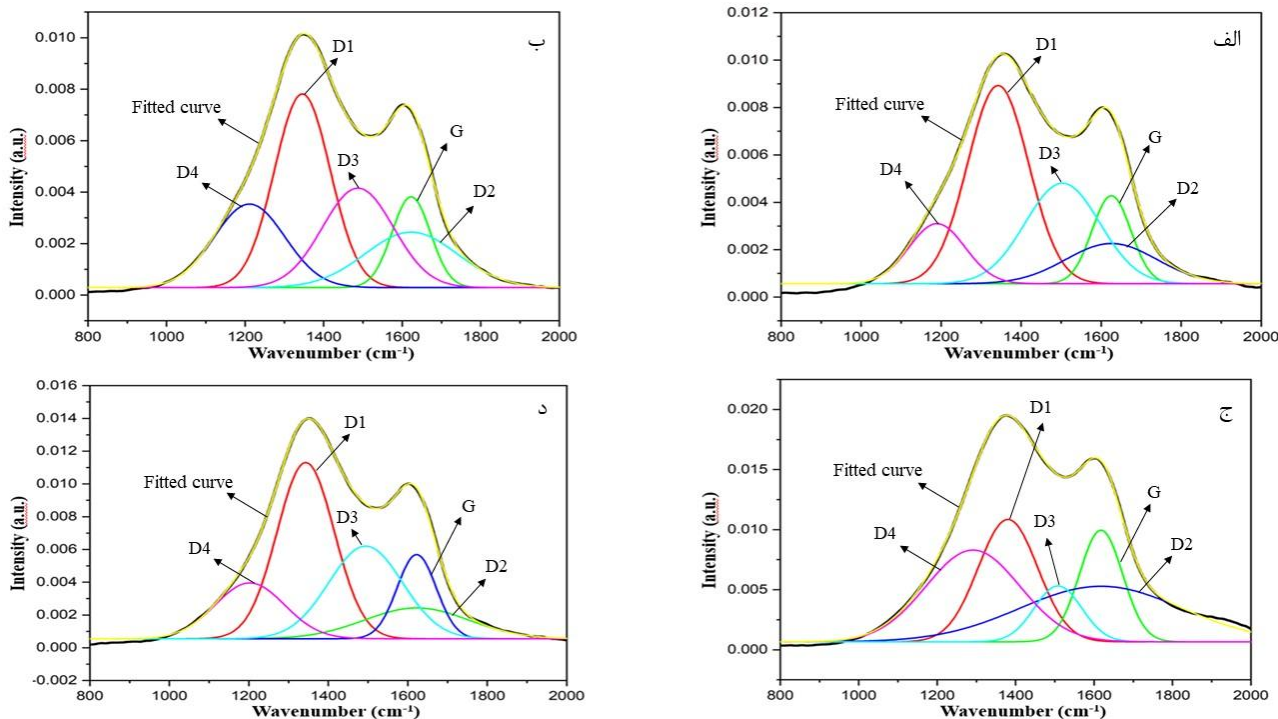 ب
0.010
0.008
0.006
0.004
0.002
0.000
Intensity (a.u.)
D1
Fitted curve
D4
D3
G
D2
800 1000 1200 1400 1600 1800 2000
Wavenumber (cm-1)
الف
0.012
0.010
0.008
0.006
0.004
0.002
0.000
Intensity (a.u.)
D1
Fitted curve
D4
D3
G
D2
800 1000 1200 1400 1600 1800 2000
Wavenumber (cm-1)
د
0.016
0.014
0.012
0.010
0.008
0.006
0.004
0.002
0.000
-0.002
Intensity (a.u.)
D1
Fitted curve
D4
D3
G
D2
800 1000 1200 1400 1600 1800 2000
Wavenumber (cm-1)
ج
0.020
0.015
0.010
0.005
0.000
Intensity (a.u.)
D1
Fitted curve
D4
D3
G
D2
800 1000 1200 1400 1600 1800 2000
Wavenumber (cm-1)